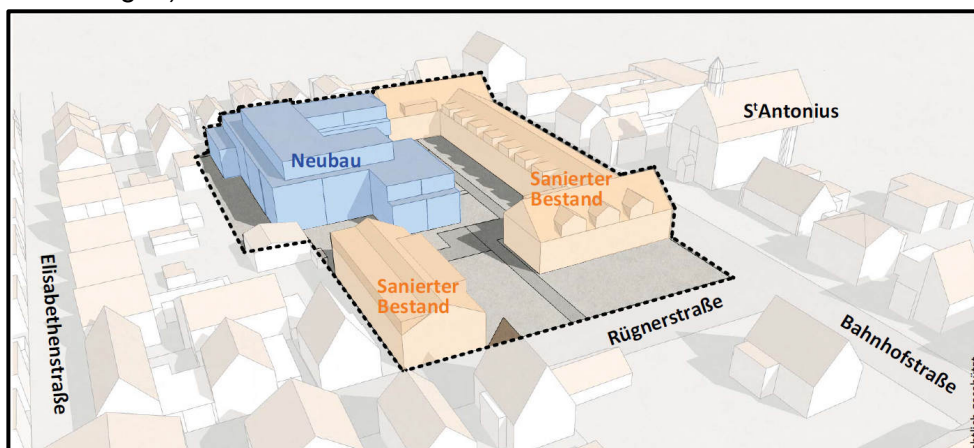 StAntonius
Neubau
Sanierter
Bestand
Sanierter
Bestand
Elisabethenstraße
Rügnerstraße
Bahnhofstraße